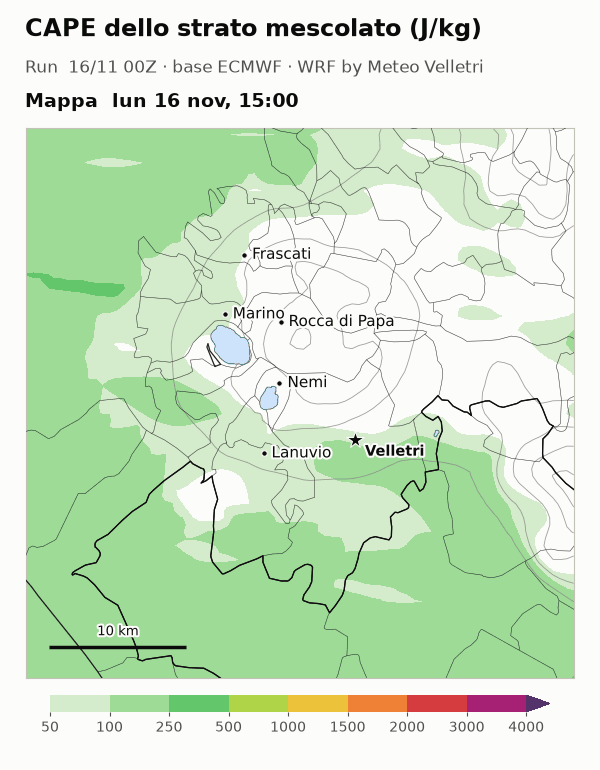 CAPE dello strato mescolato (J/kg)
Run  16/11 00Z · base ECMWF · WRF by Meteo Velletri
Mappa  lun 16 nov, 15:00
Frascati
Marino
Rocca di Papa
Nemi
Velletri
Lanuvio
10 km
50 100 250 500 1000 1500 2000 3000 4000